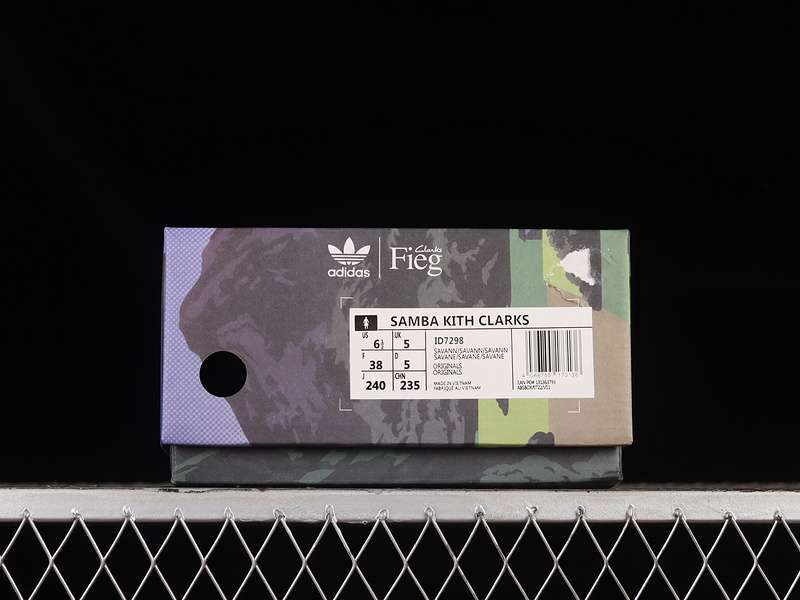 adidas
Clarks
Fieg
SAMBA KITH CLARKS
US 6½ UK 5
F 38 D 5
J 240 CHN 235
ID7298
SAVANN/SAVANN/SAVANN
SAVANE/SAVANE/SAVANE
ORIGINALS
ORIGINALS
MADE IN VIETNAM
FABRIQUÉ AU VIETNAM